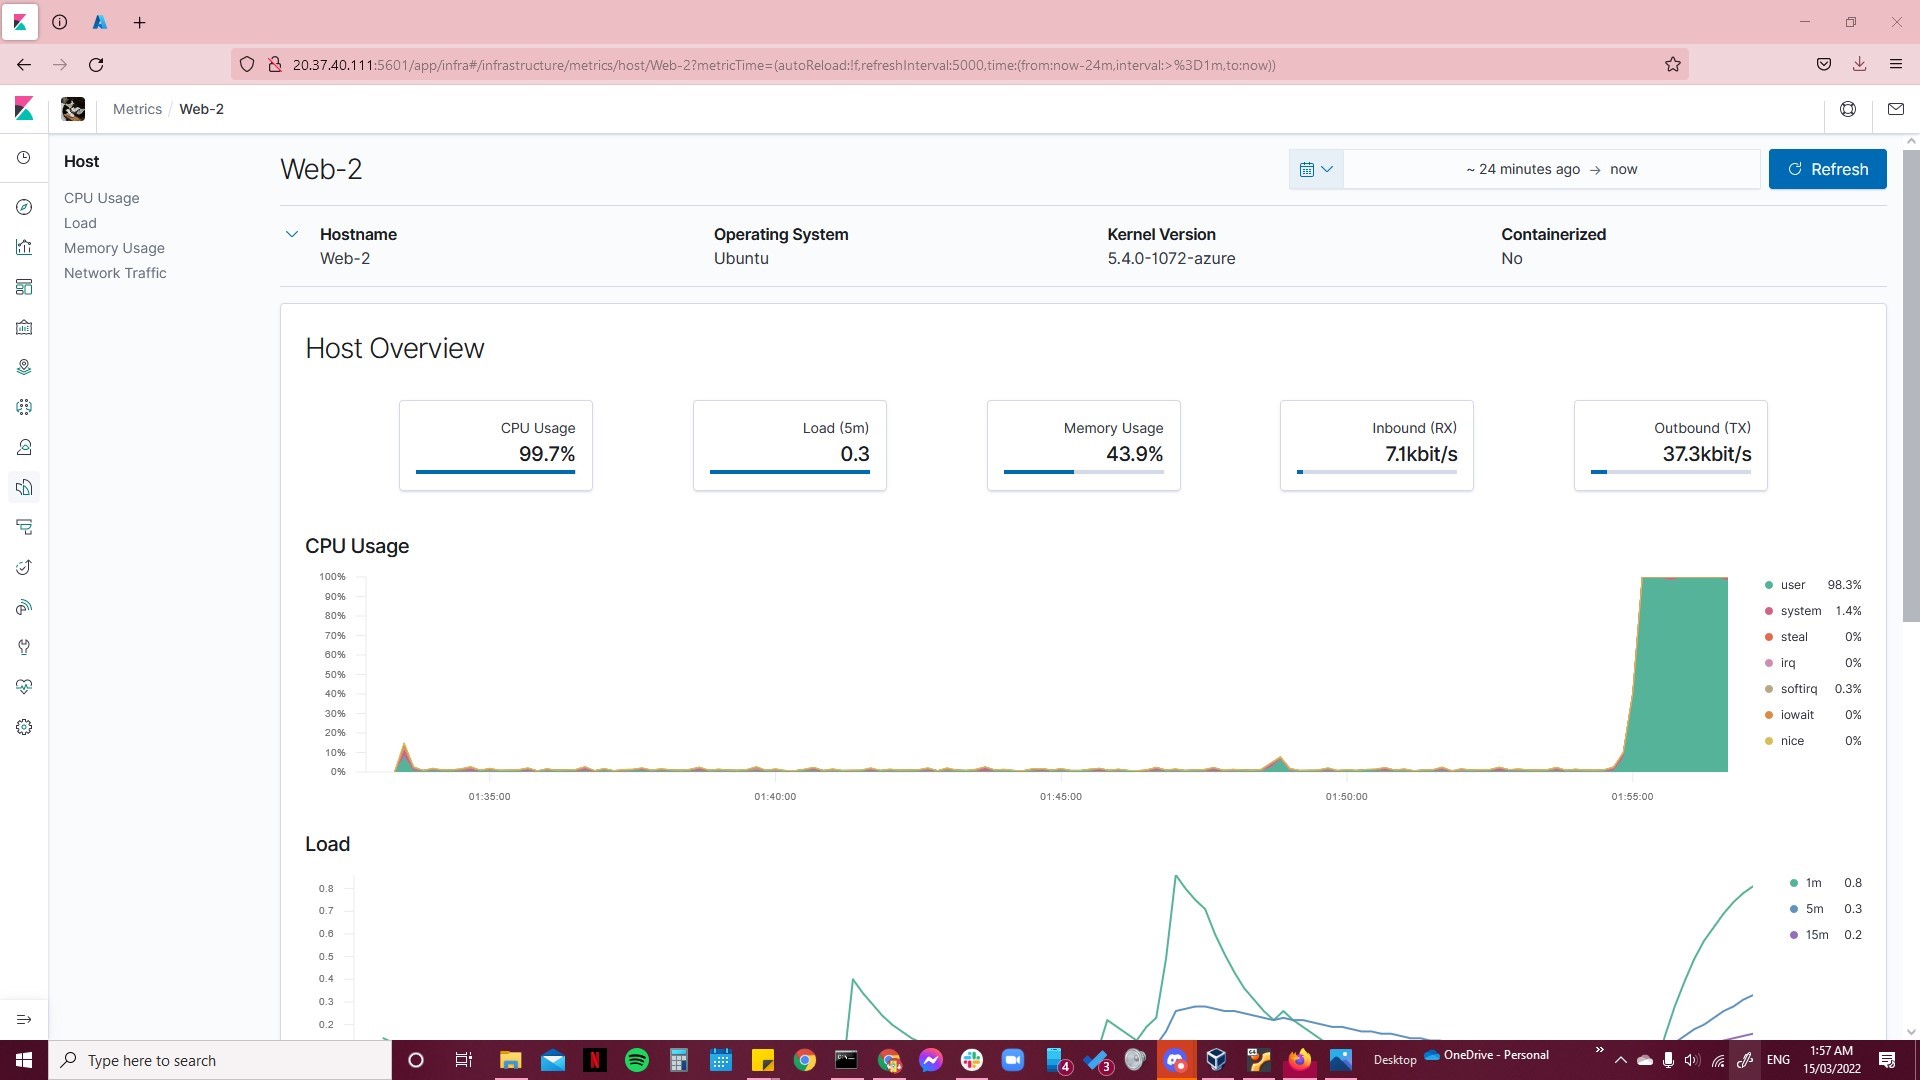 20.37.40.111:5601/app/infra#/infrastructure/metrics/host/Web-2?metricTime=(autoReload:!f,refreshInterval:5000,time:(from:now-24m,interval:>%3D1m,to:now))
Metrics / Web-2
Host
CPU Usage
Load
Memory Usage
Network Traffic
Web-2
~ 24 minutes ago → now
Refresh
Hostname
Web-2
Operating System
Ubuntu
Kernel Version
5.4.0-1072-azure
Containerized
No
Host Overview
CPU Usage
99.7%
Load (5m)
0.3
Memory Usage
43.9%
Inbound (RX)
7.1kbit/s
Outbound (TX)
37.3kbit/s
CPU Usage
100%
90%
80%
70%
60%
50%
40%
30%
20%
10%
0%
01:35:00
01:40:00
01:45:00
01:50:00
01:55:00
user 98.3%
system 1.4%
steal 0%
irq 0%
softirq 0.3%
iowait 0%
nice 0%
Load
0.8
0.7
0.6
0.5
0.4
0.3
0.2
1m 0.8
5m 0.3
15m 0.2
Type here to search
4
3
Desktop
OneDrive - Personal
ENG
1:57 AM
15/03/2022